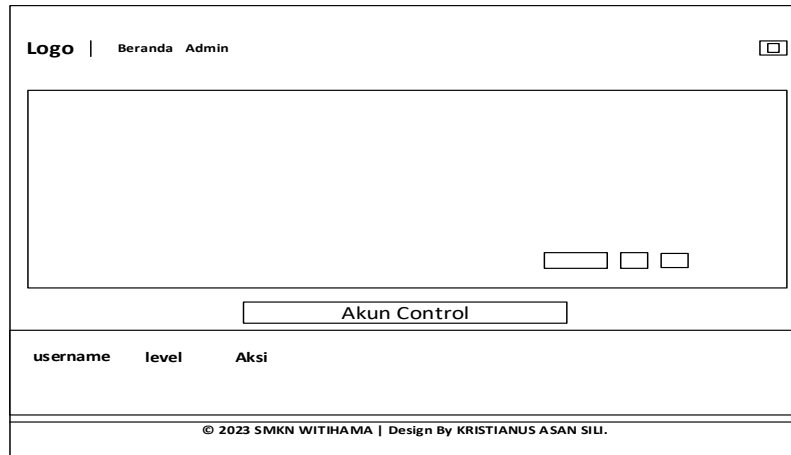 Logo | Beranda Admin
Akun Control
username level Aksi
© 2023 SMKN WITIHAMA | Design By KRISTIANUS ASAN SILI.